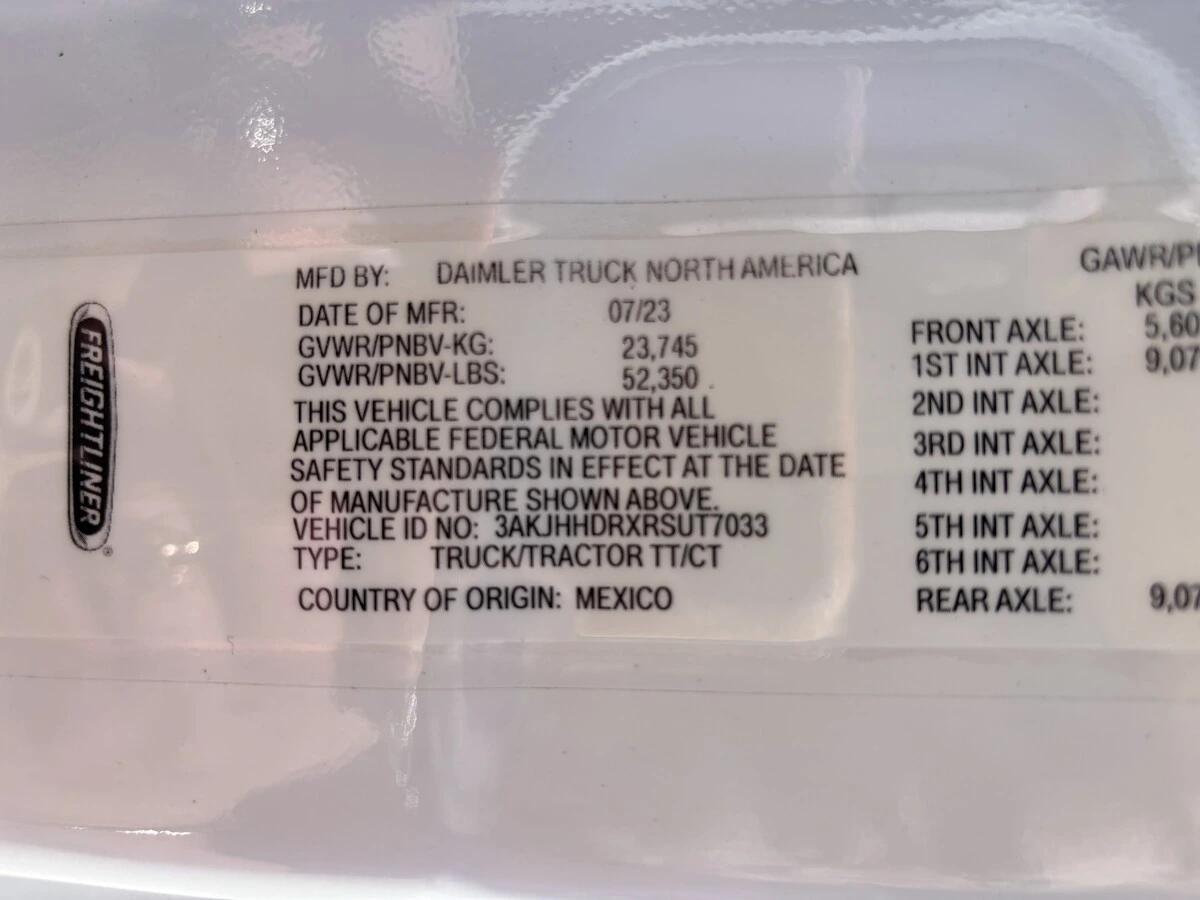 FREIGHTLINER
MFD BY: DAIMLER TRUCK NORTH AMERICA
DATE OF MFR: 07/23
GVWR/PNBV-KG: 23,745
GVWR/PNBV-LBS: 52,350
THIS VEHICLE COMPLIES WITH ALL
APPLICABLE FEDERAL MOTOR VEHICLE
SAFETY STANDARDS IN EFFECT AT THE DATE
OF MANUFACTURE SHOWN ABOVE.
VEHICLE ID NO: 3AKJHHDRXRSUT7033
TYPE: TRUCK/TRACTOR TT/CT
COUNTRY OF ORIGIN: MEXICO
KGS
FRONT AXLE:
1ST INT AXLE:
2ND INT AXLE:
3RD INT AXLE:
4TH INT AXLE:
5TH INT AXLE:
6TH INT AXLE:
REAR AXLE: